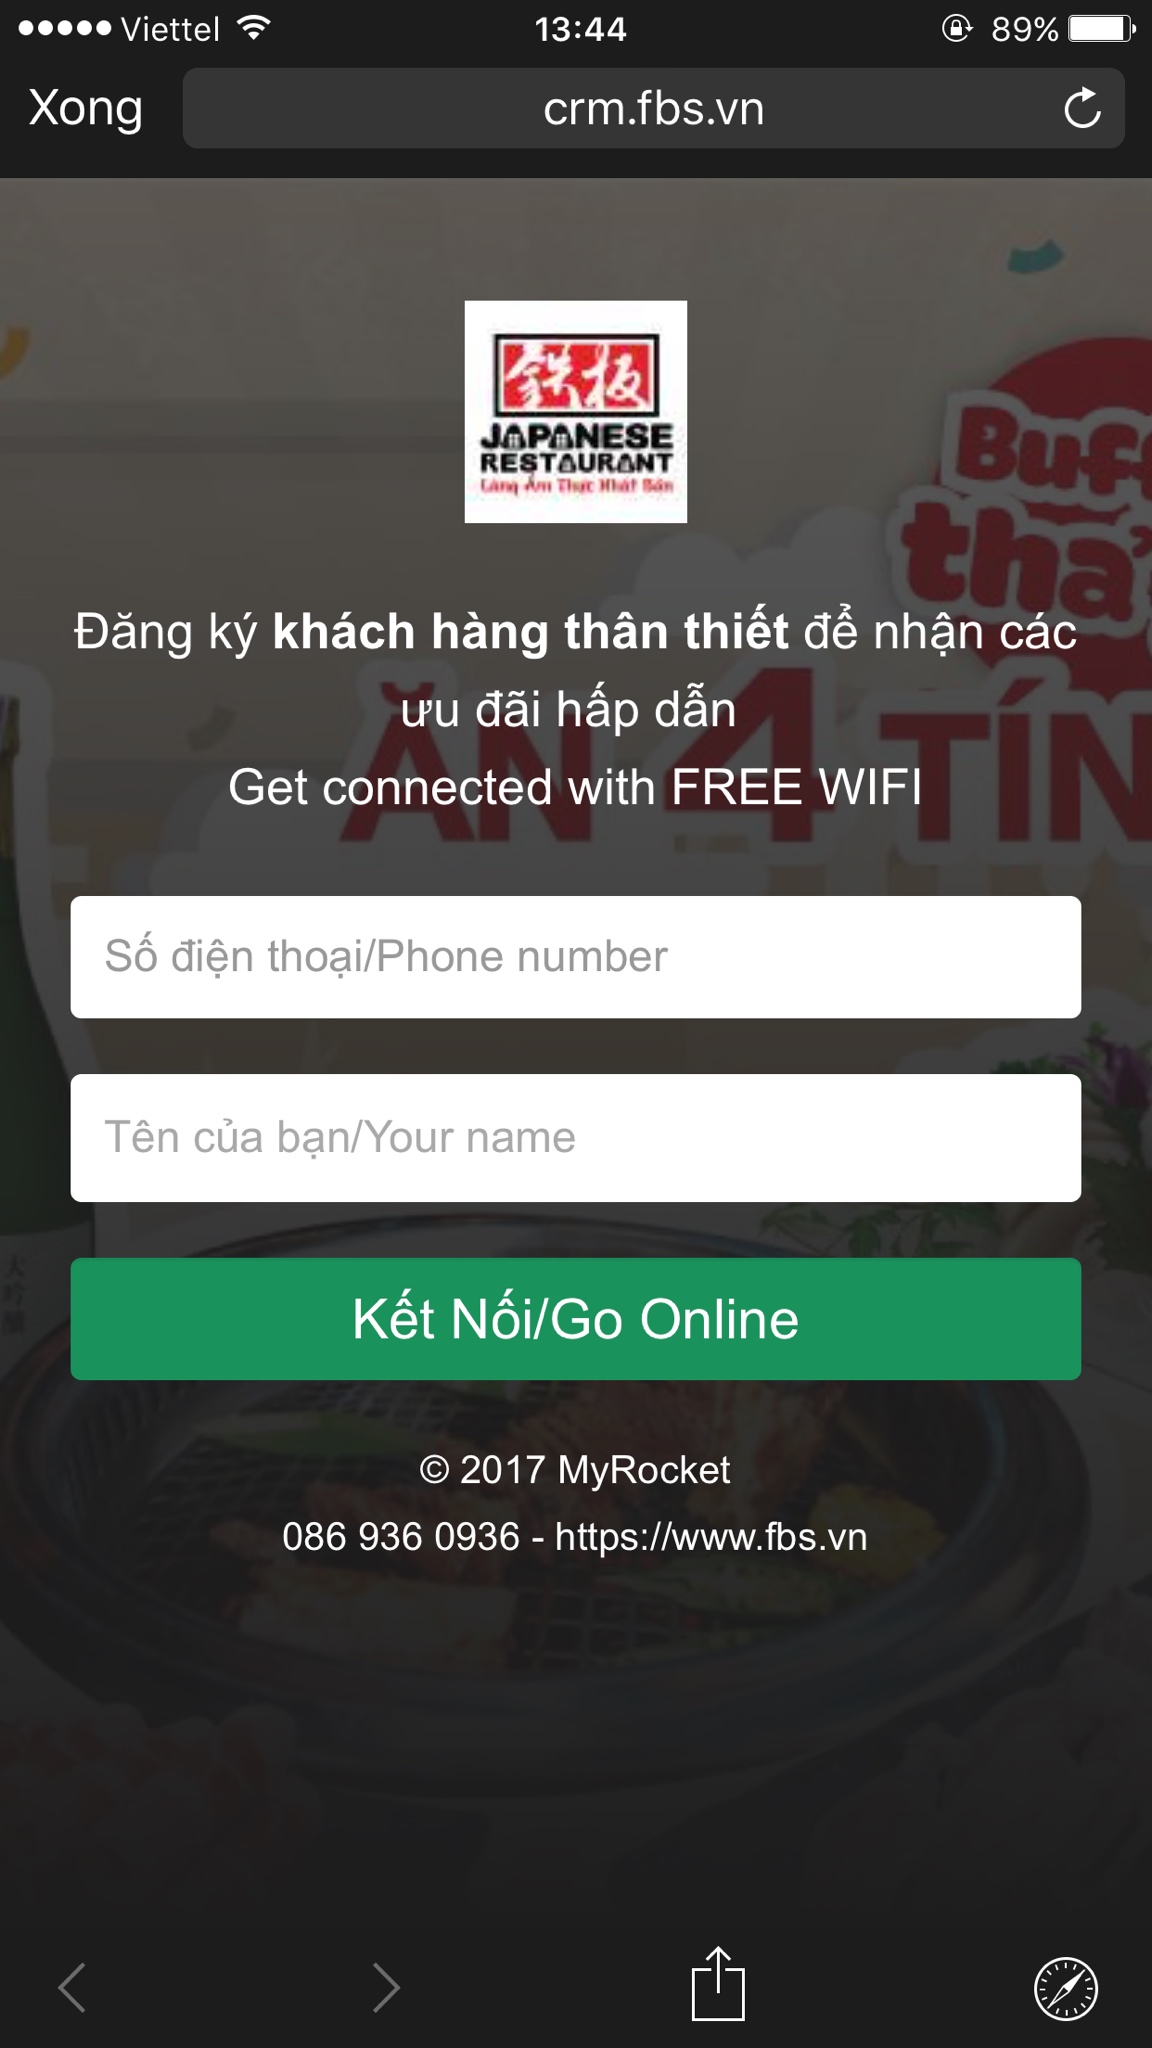 Viettel 13:44 89%
Xong crm.fbs.vn
鉄板
JAPANESE
RESTAURANT
Làng Ẩm Thực Nhật Bản
Buff
thả
ĂN 4 TÍN
Đăng ký khách hàng thân thiết để nhận các
ưu đãi hấp dẫn
Get connected with FREE WIFI
Số điện thoại/Phone number
Tên của bạn/Your name
Kết Nối/Go Online
© 2017 MyRocket
086 936 0936 - https://www.fbs.vn